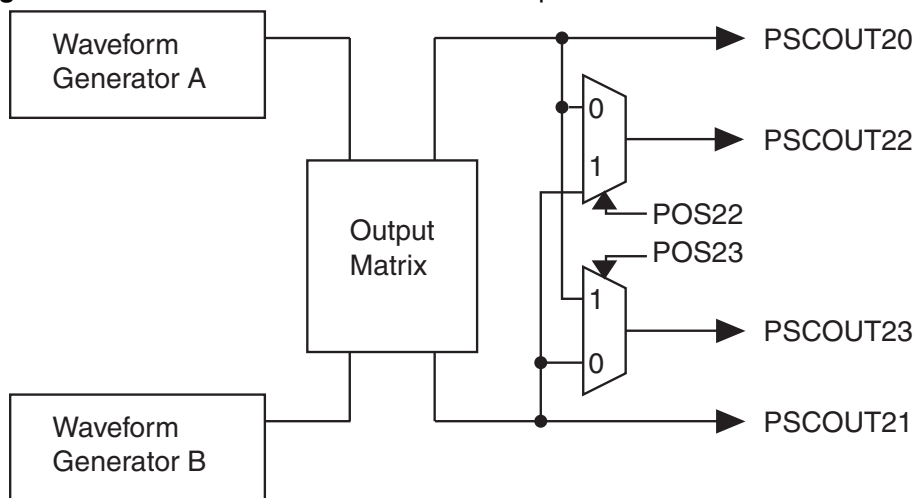 Waveform
Generator A
PSCOUT20
0
PSCOUT22
1
POS22
Output
Matrix
POS23
1
PSCOUT23
0
Waveform
Generator B
PSCOUT21